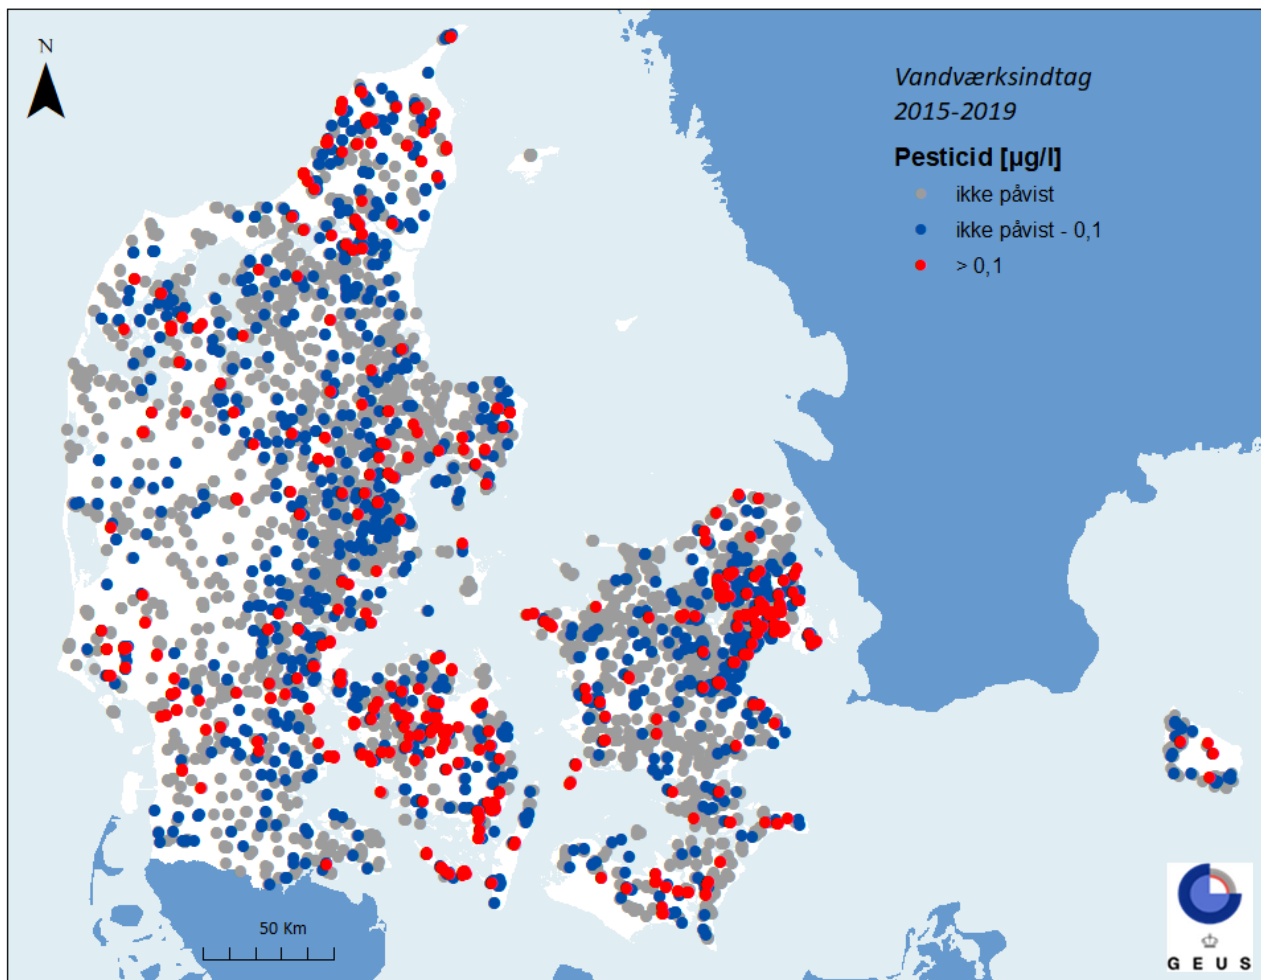 N
Vandværksindtag
2015-2019
Pesticid [µg/l]
ikke påvist
ikke påvist - 0,1
> 0,1
50 Km
G E U S